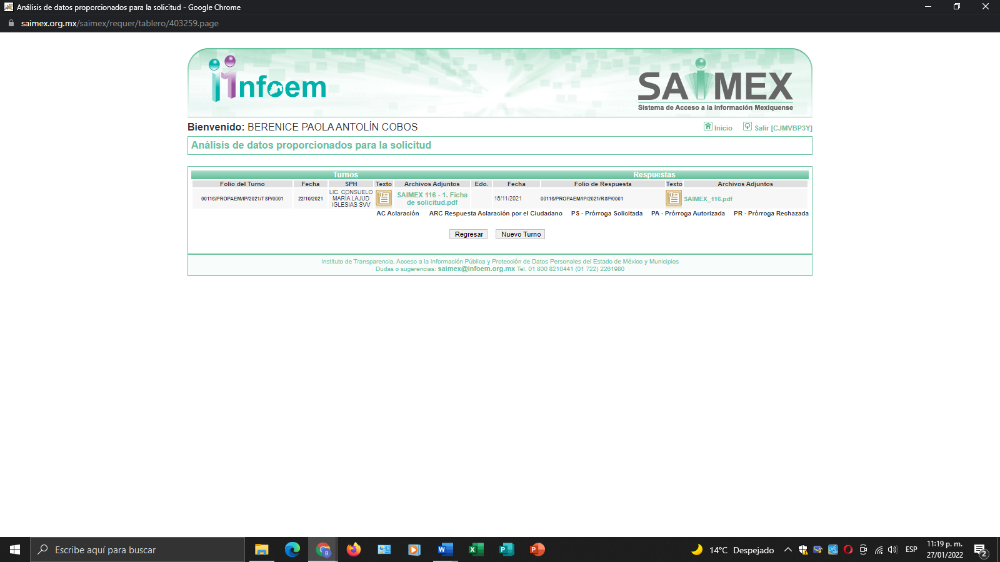 Análisis de datos proporcionados para la solicitud - Google Chrome
saimex.org.mx/saimex/requer/tablero/403259.page
infoem
SAIMEX
Sistema de Acceso a la Información Mexiquense
Bienvenido: BERENICE PAOLA ANTOLÍN COBOS
Inicio Salir [CJMVBP3Y]
Análisis de datos proporcionados para la solicitud
Turnos Respuestas
Folio del Turno Fecha SPH Texto Archivos Adjuntos Edo. Fecha Folio de Respuesta Texto Archivos Adjuntos
00116/PROPAEM/IP/2021/TSP/0001 22/10/2021 LIC. CONSUELO MARÍA LAJUD IGLESIAS SVV SAIMEX 116 - 1. Ficha de solicitud.pdf 16/11/2021 00116/PROPAEM/IP/2021/RSP/0001 SAIMEX_116.pdf
AC Aclaración ARC Respuesta Aclaración por el Ciudadano PS - Prórroga Solicitada PA - Prórroga Autorizada PR - Prórroga Rechazada
Regresar Nuevo Turno
Instituto de Transparencia, Acceso a la Información Pública y Protección de Datos Personales del Estado de México y Municipios
Dudas o sugerencias: saimex@infoem.org.mx Tel. 01 800 8210441 (01 722) 2261980
Escribe aquí para buscar
14°C Despejado
ESP
11:19 p. m.
27/01/2022
2